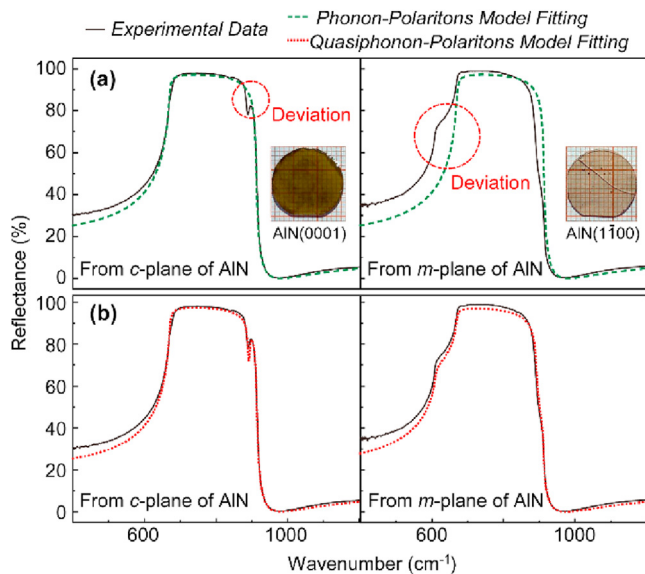 Experimental Data
Phonon-Polaritons Model Fitting
Quasiphonon-Polaritons Model Fitting
100
(a)
80
Deviation
60
Deviation
40
20
AlN(0001)
AlN(11̅00)
0
From c-plane of AlN
From m-plane of AlN
Reflectance (%)
100
(b)
80
60
40
20
0
From c-plane of AlN
From m-plane of AlN
600
1000
600
1000
Wavenumber (cm⁻¹)